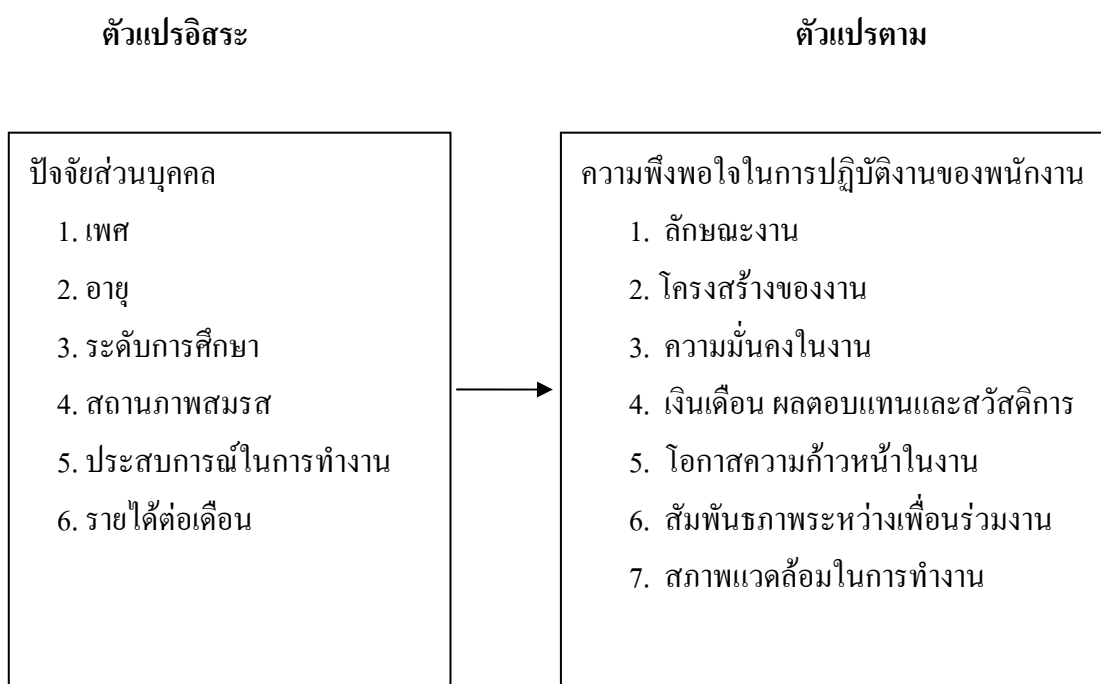 ตัวแปรอิสระ
ตัวแปรตาม
ปัจจัยส่วนบุคคล
1. เพศ
2. อายุ
3. ระดับการศึกษา
4. สถานภาพสมรส
5. ประสบการณ์ในการทำงาน
6. รายได้ต่อเดือน
ความพึงพอใจในการปฏิบัติงานของพนักงาน
1. ลักษณะงาน
2. โครงสร้างของงาน
3. ความมั่นคงในงาน
4. เงินเดือน ผลตอบแทนและสวัสดิการ
5. โอกาสความก้าวหน้าในงาน
6. สัมพันธภาพระหว่างเพื่อนร่วมงาน
7. สภาพแวดล้อมในการทำงาน